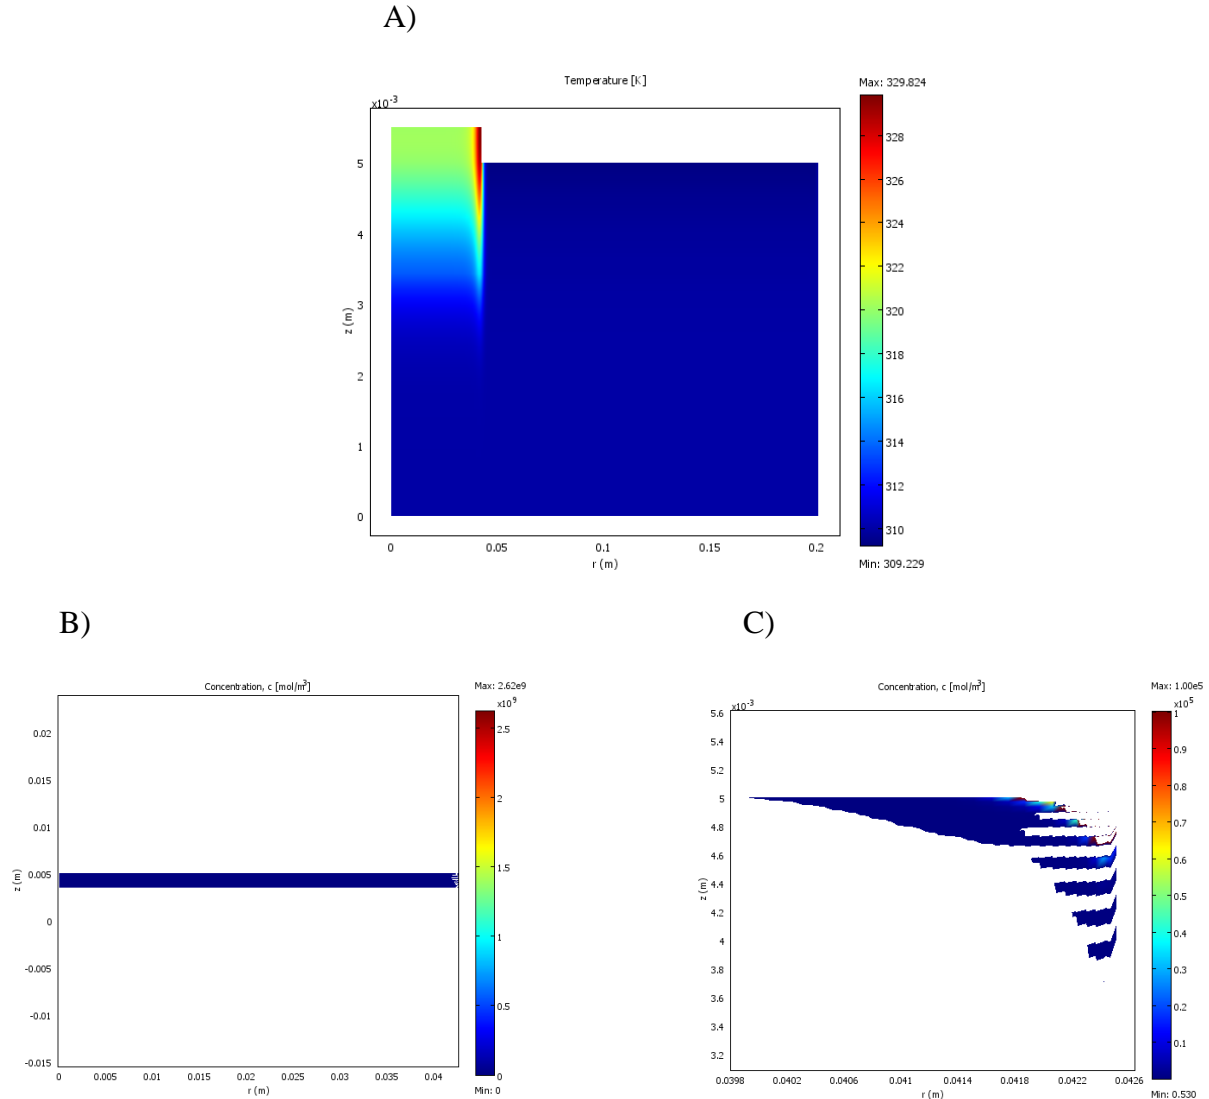 A)
Temperature [K]
Max: 329.824
x10-3
328
326
324
322
320
318
316
314
312
310
Min: 309.229
5
4
3
2
1
0
z (m)
0 0.05 0.1 0.15 0.2
r (m)
B)
Concentration, c [mol/m3]
Max: 2.62e9
x109
2.5
2
1.5
1
0.5
0
Min: 0
0.02
0.015
0.01
0.005
0
-0.005
-0.01
-0.015
z (m)
0 0.005 0.01 0.015 0.02 0.025 0.03 0.035 0.04
r (m)
C)
Concentration, c [mol/m3]
Max: 1.00e5
x105
1
0.9
0.8
0.7
0.6
0.5
0.4
0.3
0.2
0.1
Min: 0.530
x10-3
5.6
5.4
5.2
5
4.8
4.6
4.4
4.2
4
3.8
3.6
3.4
3.2
z (m)
0.0398 0.0402 0.0406 0.041 0.0414 0.0418 0.0422 0.0426
r (m)